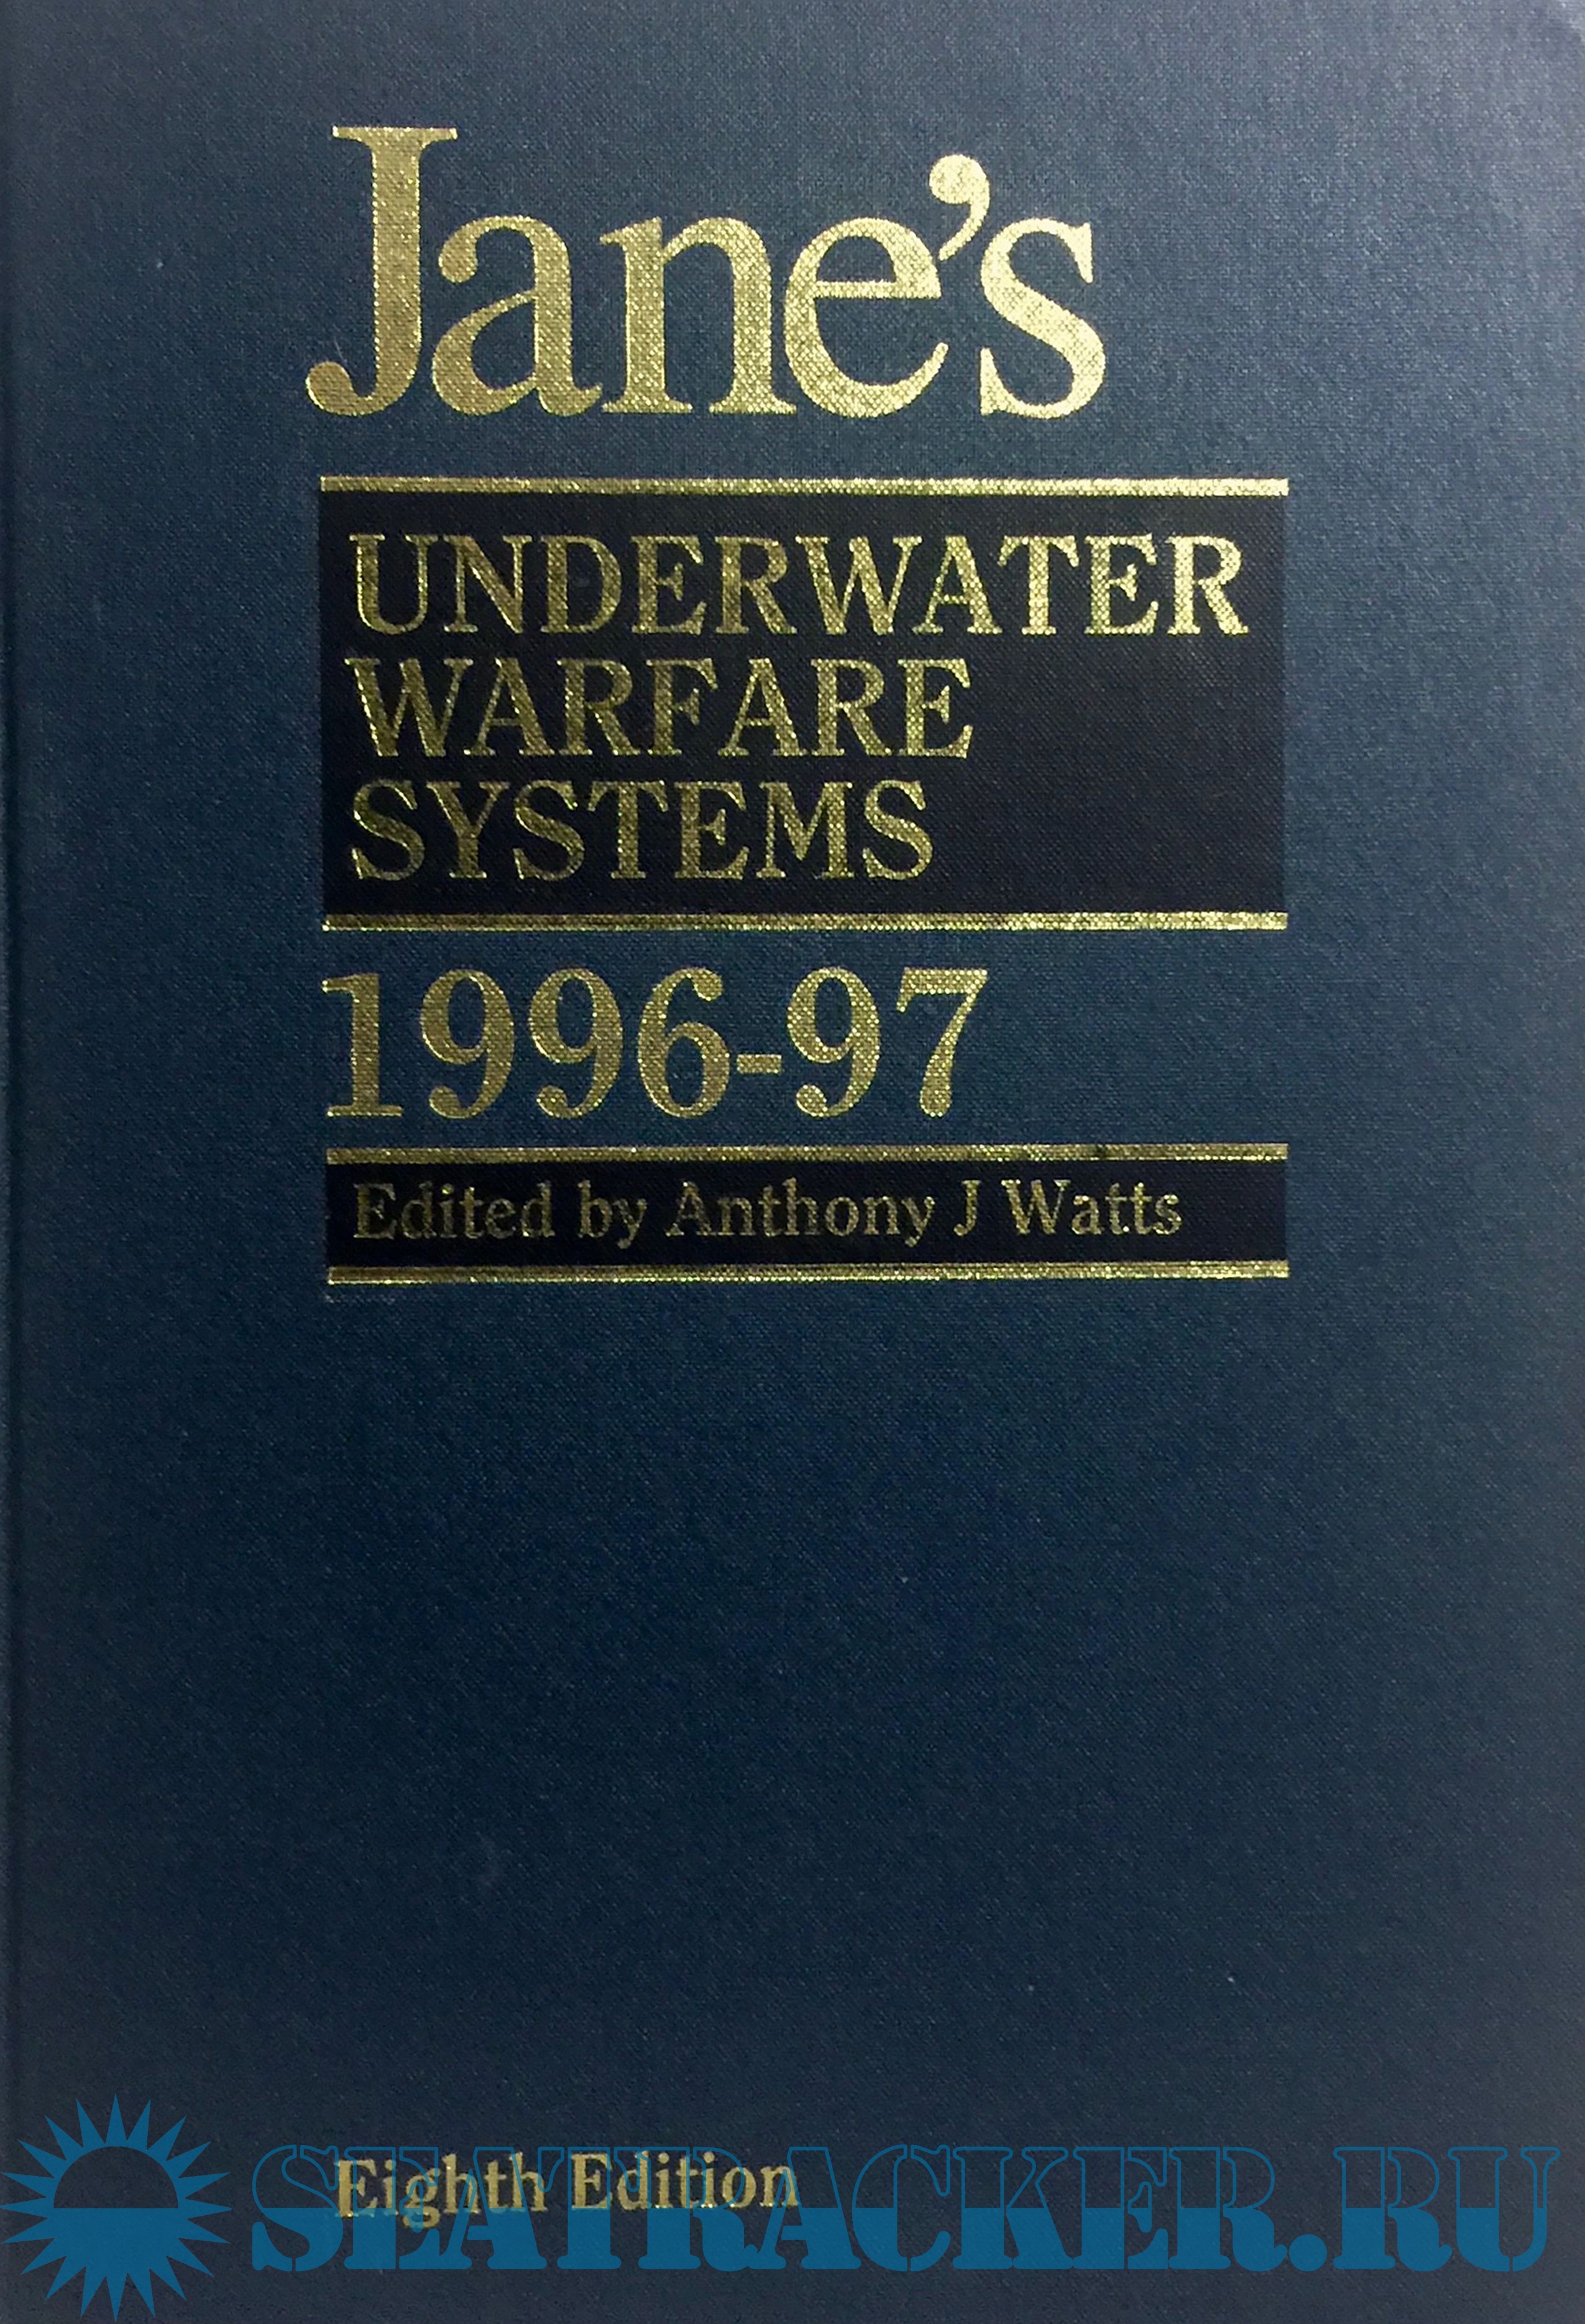 Jane's
UNDERWATER
WARFARE
SYSTEMS
1996-97
Edited by Anthony J Watts
Eighth Edition
SEATRACKER.RU